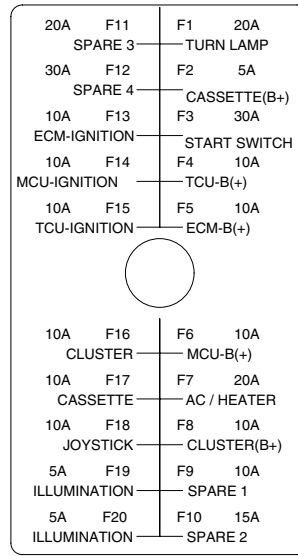 20A F11 F1 20A
SPARE 3 TURN LAMP
30A F12 F2 5A
SPARE 4 CASSETTE(B+)
10A F13 F3 30A
ECM-IGNITION START SWITCH
10A F14 F4 10A
MCU-IGNITION TCU-B(+)
10A F15 F5 10A
TCU-IGNITION ECM-B(+)
10A F16 F6 10A
CLUSTER MCU-B(+)
10A F17 F7 20A
CASSETTE AC / HEATER
10A F18 F8 10A
JOYSTICK CLUSTER(B+)
5A F19 F9 10A
ILLUMINATION SPARE 1
5A F20 F10 15A
ILLUMINATION SPARE 2